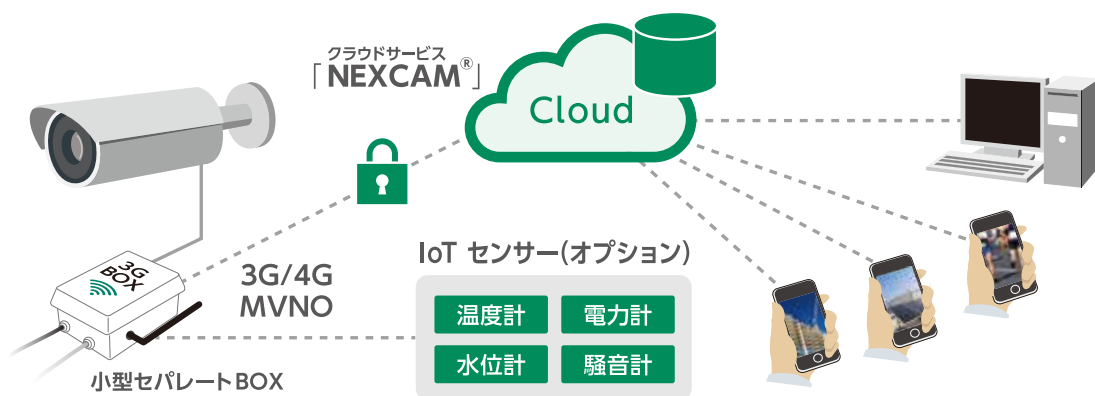 クラウドサービス
「NEXCAM®」
Cloud
3G
BOX
3G/4G
MVNO
小型セパレートBOX
IoT センサー(オプション)
温度計
電力計
水位計
騒音計